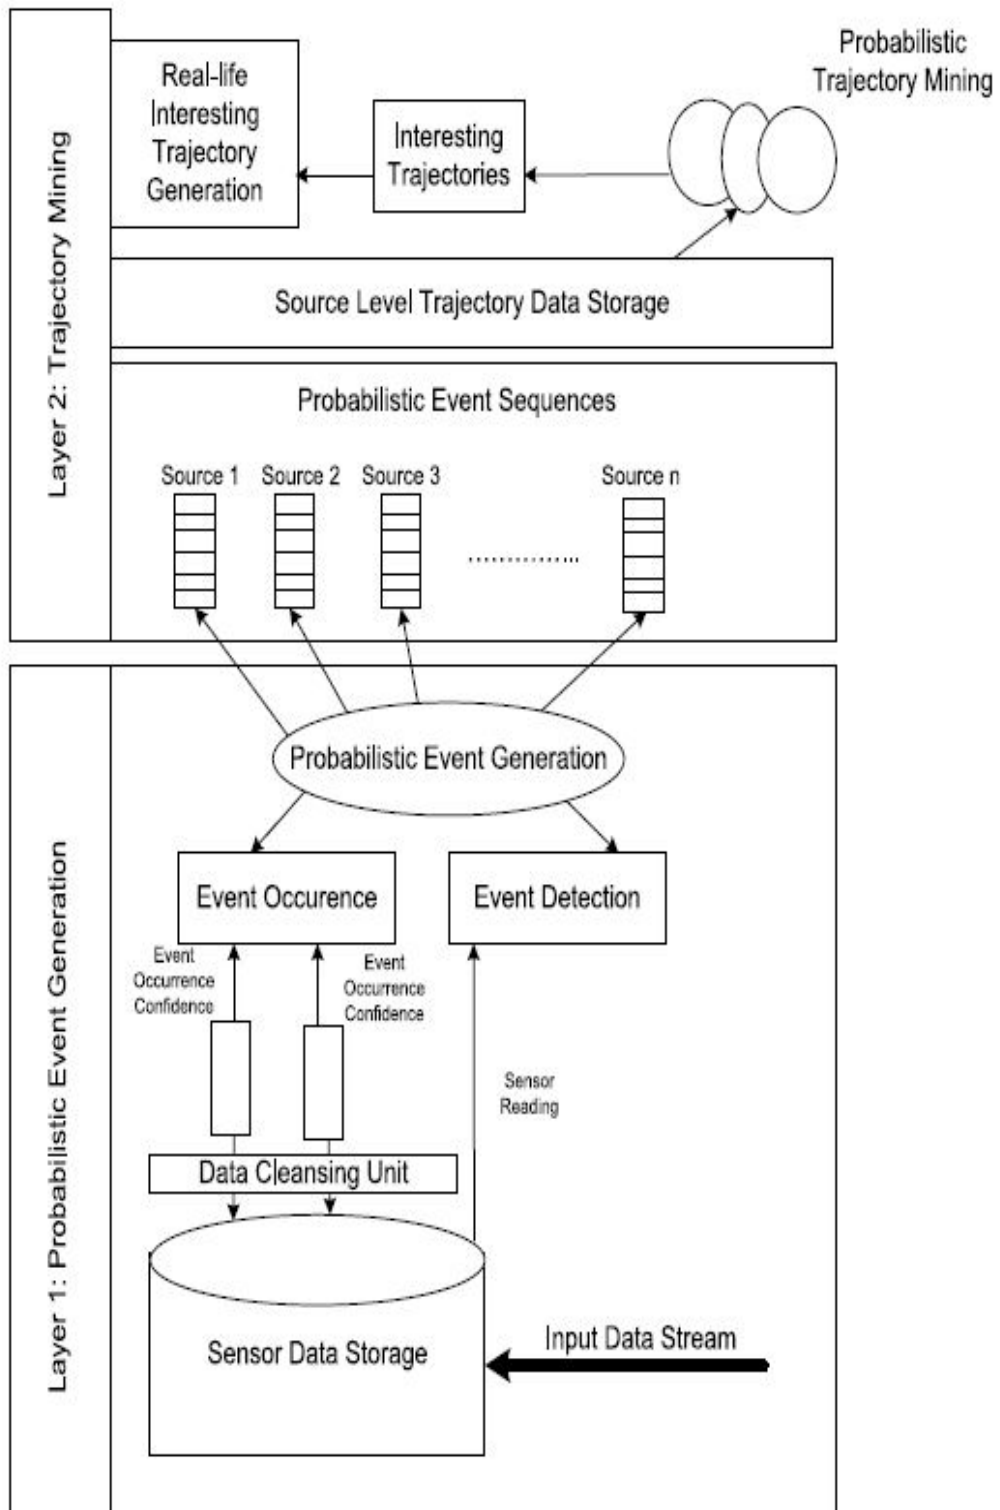 Layer 2: Trajectory Mining
Real-life
Interesting
Trajectory
Generation
Interesting
Trajectories
Probabilistic
Trajectory Mining
Source Level Trajectory Data Storage
Probabilistic Event Sequences
Source 1
Source 2
Source 3
Source n
Layer 1: Probabilistic Event Generation
Probabilistic Event Generation
Event Occurence
Event Detection
Event
Occurrence
Confidence
Event
Occurrence
Confidence
Sensor
Reading
Data Cleansing Unit
Sensor Data Storage
Input Data Stream